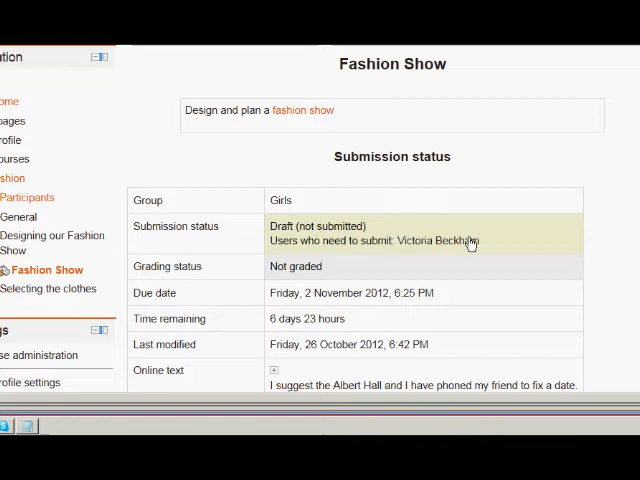 ation
Fashion Show
ome
pages
rofile
ourses
shion
Participants
General
Designing our Fashion
Show
Fashion Show
Selecting the clothes
gs
se administration
rofile settings
Design and plan a fashion show
Submission status
Group Girls
Submission status Draft (not submitted)
Users who need to submit: Victoria Beckham
Grading status Not graded
Due date Friday, 2 November 2012, 6:25 PM
Time remaining 6 days 23 hours
Last modified Friday, 26 October 2012, 6:42 PM
Online text
I suggest the Albert Hall and I have phoned my friend to fix a date.